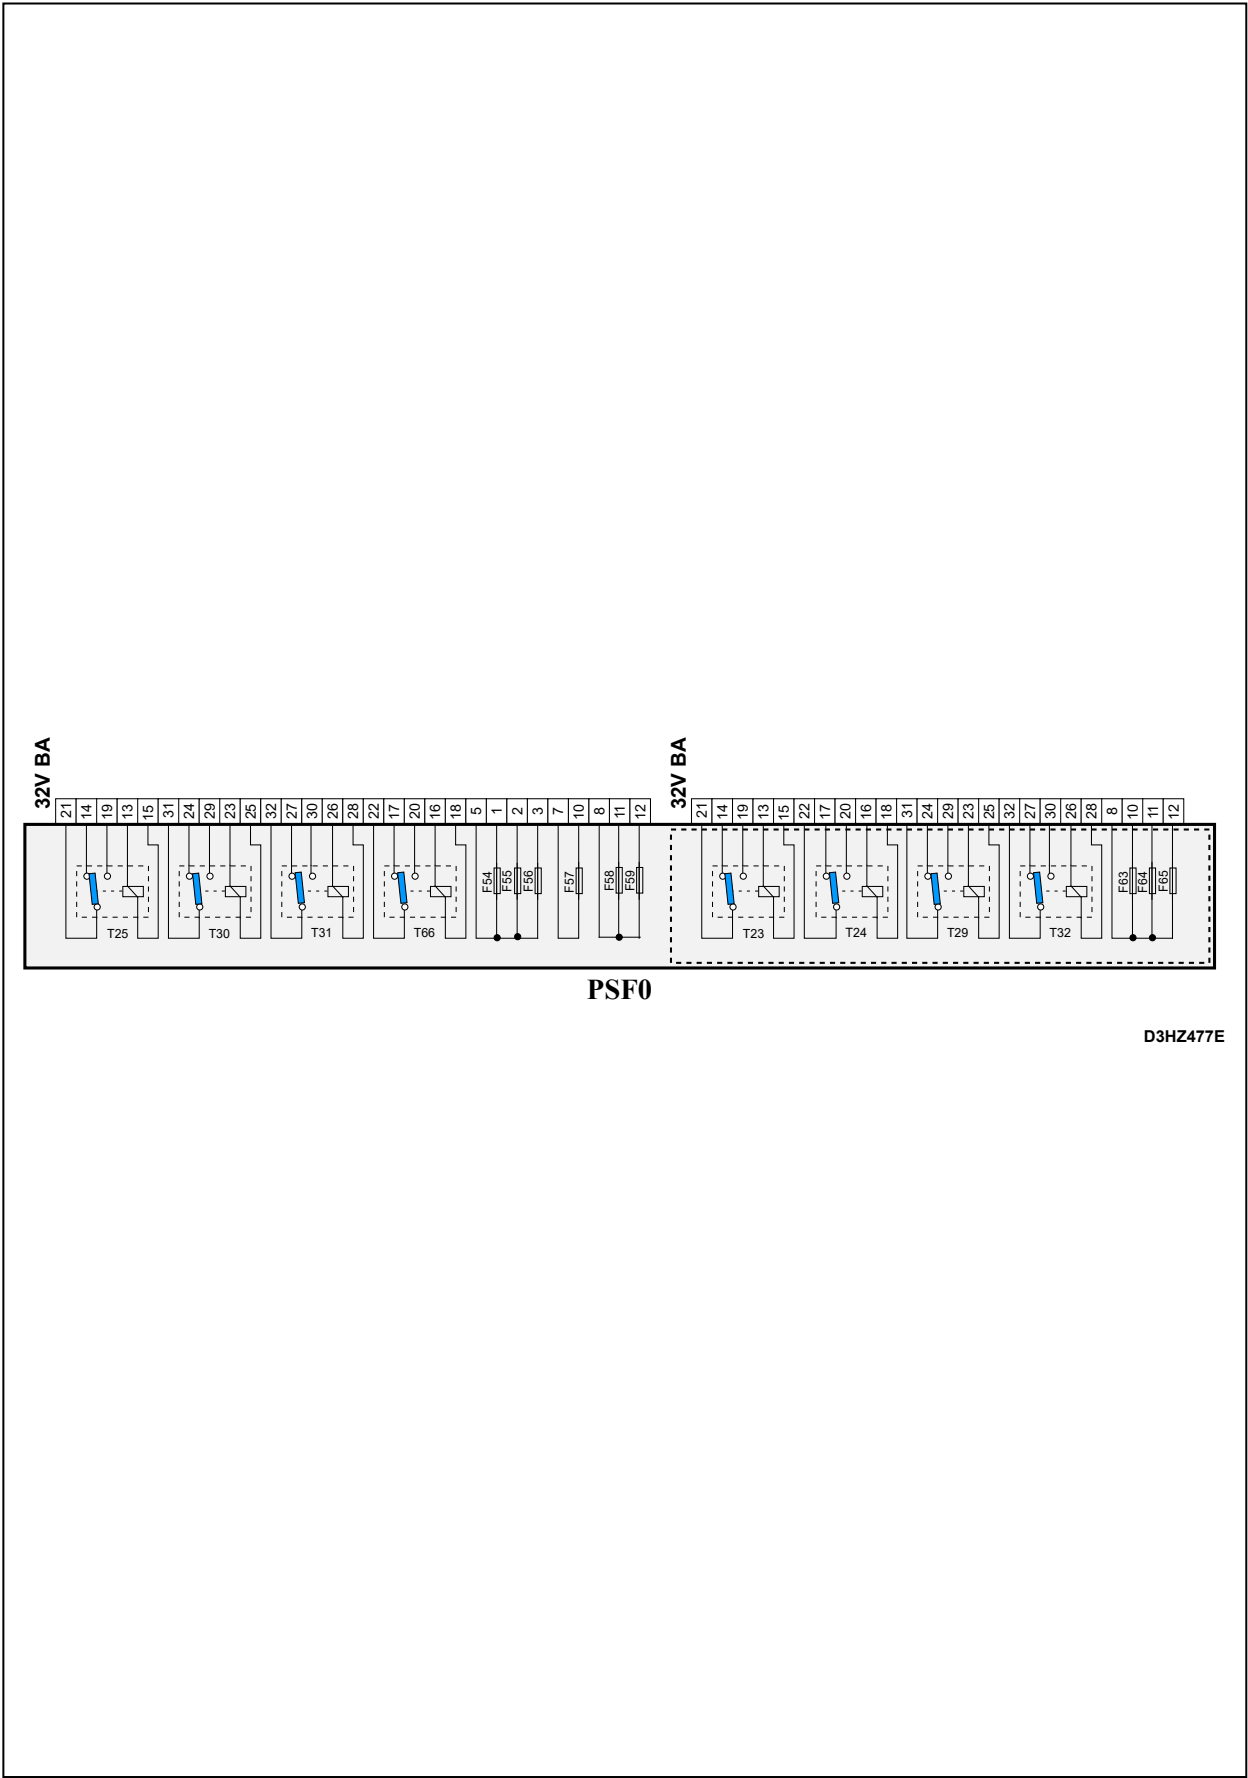 32V BA
21 14 19 13 15 31 24 29 23 25 32 27 30 26 28 22 17 20 16 18 5 1 2 3 7 10 8 11 12
32V BA
21 14 19 13 15 22 17 20 16 18 31 24 29 23 25 32 27 30 26 28 8 10 11 12
F54 F55 F56 F57 F58 F59
F63 F64 F65
T25 T30 T31 T66
T23 T24 T29 T32
PSF0
D3HZ477E